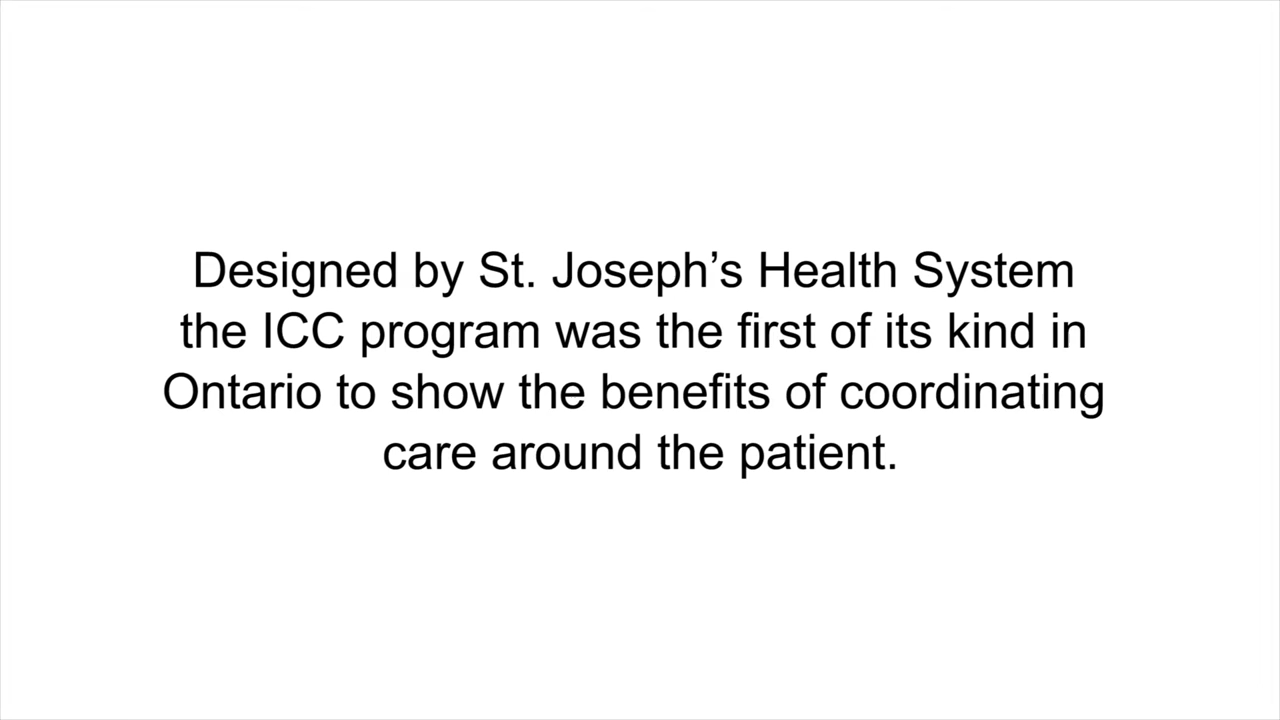 Designed by St. Joseph’s Health System
the ICC program was the first of its kind in
Ontario to show the benefits of coordinating
care around the patient.